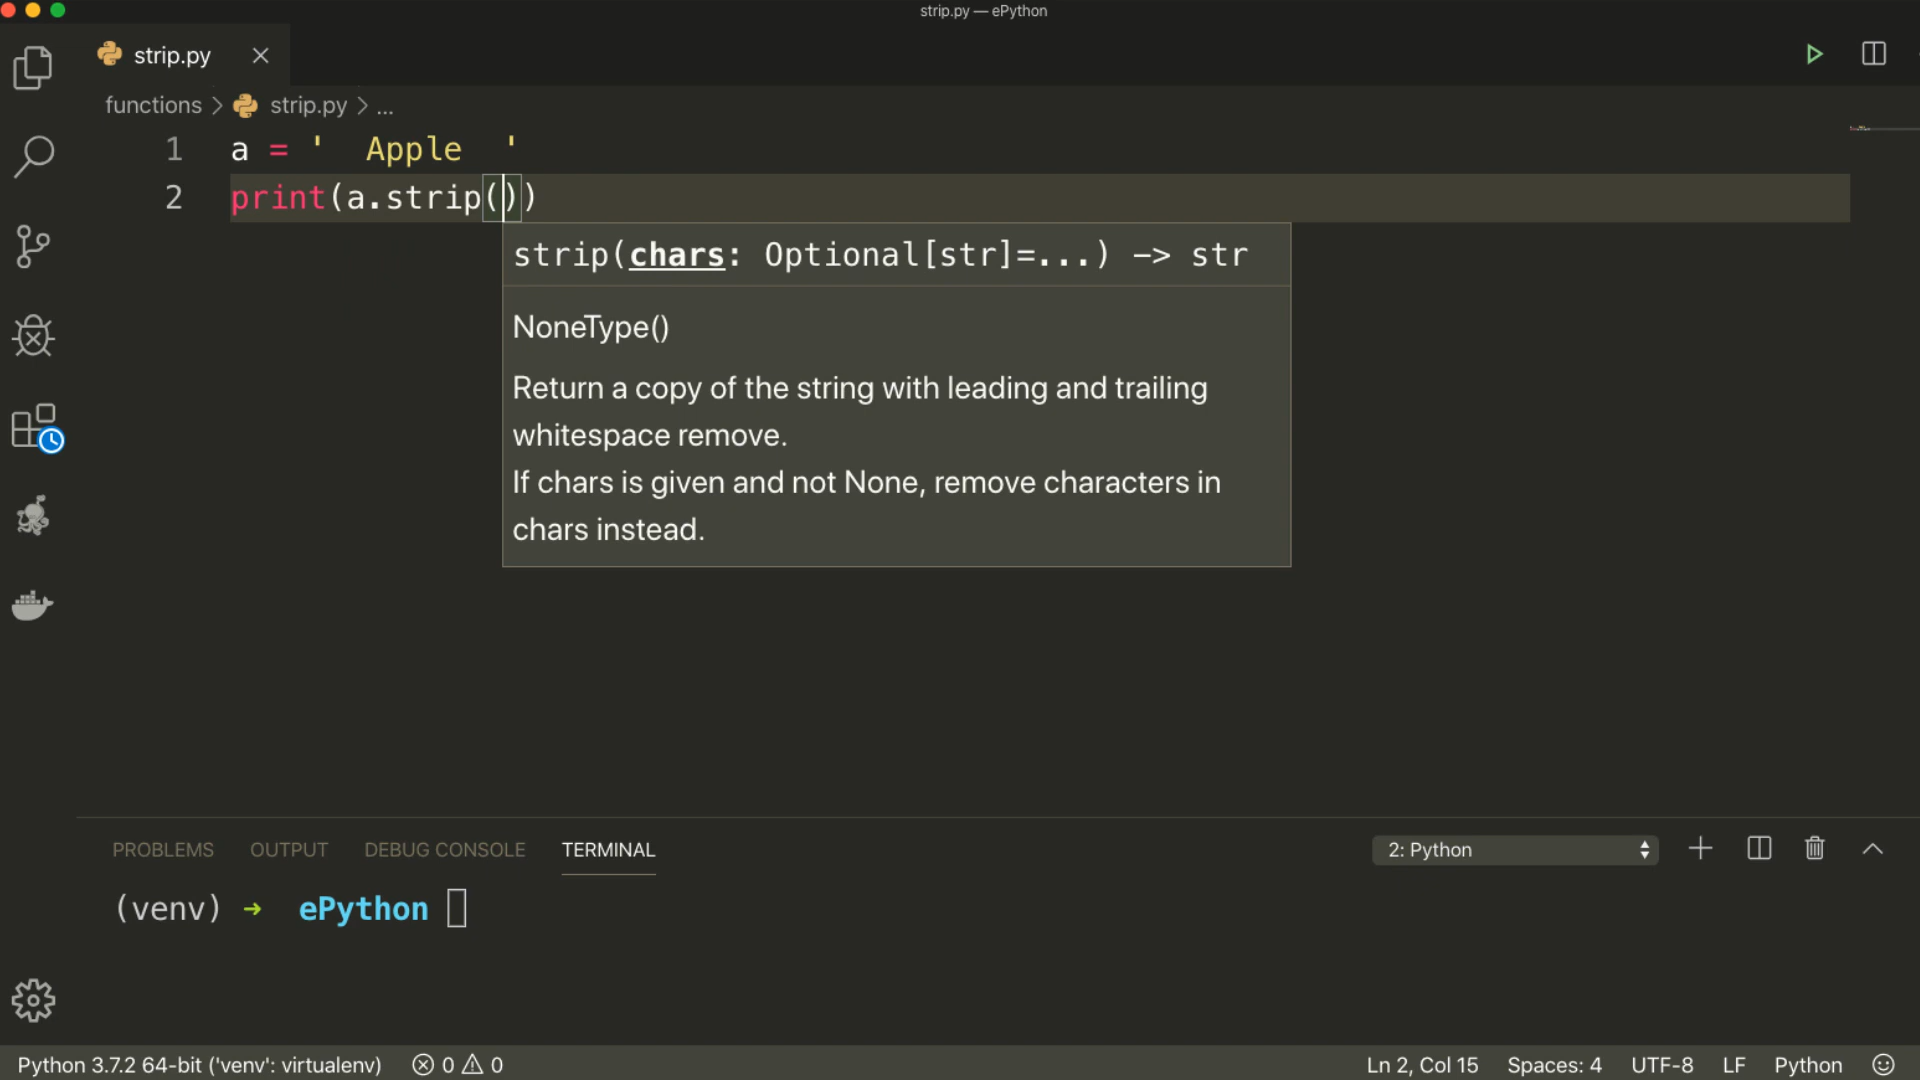 strip.py — ePython
strip.py
functions > strip.py > ...
1 a = '  Apple  '
2 print(a.strip())
strip(chars: Optional[str]=...) -> str
NoneType()
Return a copy of the string with leading and trailing
whitespace remove.
If chars is given and not None, remove characters in
chars instead.
PROBLEMS OUTPUT DEBUG CONSOLE TERMINAL 2: Python
(venv) ➜ ePython
Python 3.7.2 64-bit ('venv': virtualenv) 0 0 Ln 2, Col 15 Spaces: 4 UTF-8 LF Python